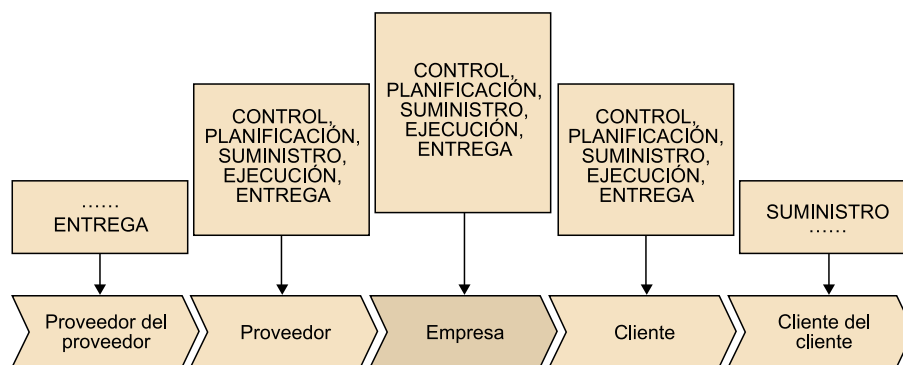 CONTROL,
PLANIFICACIÓN,
SUMINISTRO,
EJECUCIÓN,
ENTREGA
CONTROL,
PLANIFICACIÓN,
SUMINISTRO,
EJECUCIÓN,
ENTREGA
CONTROL,
PLANIFICACIÓN,
SUMINISTRO,
EJECUCIÓN,
ENTREGA
......
ENTREGA
SUMINISTRO
......
Proveedor del
proveedor
Proveedor
Empresa
Cliente
Cliente del
cliente